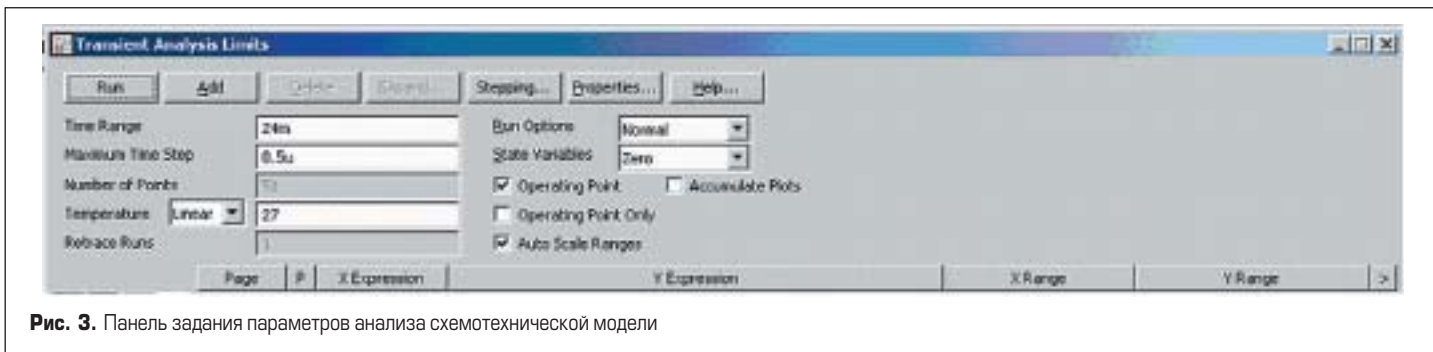 Transient Analysis Limits
Run Add Delete Expand... Stepping... Properties... Help...
Time Range 24m Run Options Normal
Maximum Time Step 0.5u State Variables Zero
Number of Points Operating Point Accumulate Plots
Temperature Linear 27 Operating Point Only
Retrace Runs 1 Auto Scale Ranges
Page P X Expression Y Expression X Range Y Range >
Рис. 3. Панель задания параметров анализа схемотехнической модели